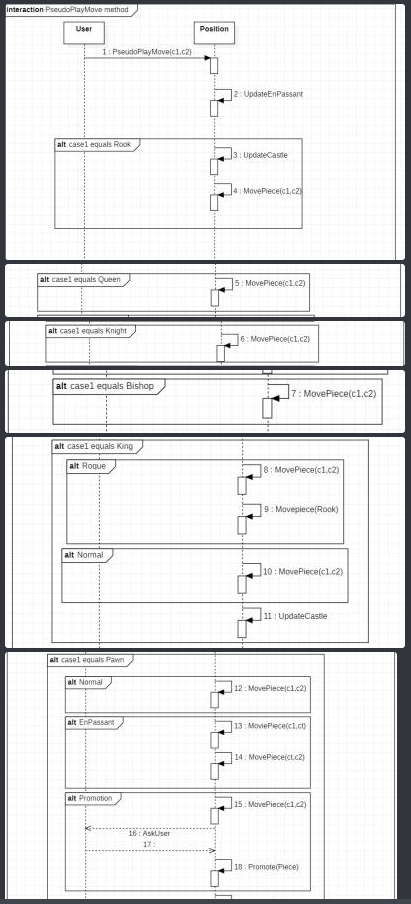 interaction PseudoPlayMove method
User
Position
1 : PseudoPlayMove(c1,c2)
2 : UpdateEnPassant
alt case1 equals Rook
3 : UpdateCastle
4 : MovePiece(c1,c2)
alt case1 equals Queen
5 : MovePiece(c1,c2)
alt case1 equals Knight
6 : MovePiece(c1,c2)
alt case1 equals Bishop
7 : MovePiece(c1,c2)
alt case1 equals King
alt Roque
8 : MovePiece(c1,c2)
9 : Movepiece(Rook)
alt Normal
10 : MovePiece(c1,c2)
11 : UpdateCastle
alt case1 equals Pawn
alt Normal
12 : MovePiece(c1,c2)
alt EnPassant
13 : MoviePiece(c1,ct)
14 : MovePiece(ct,c2)
alt Promotion
15 : MovePiece(c1,c2)
16 : AskUser
17 :
18 : Promote(Piece)